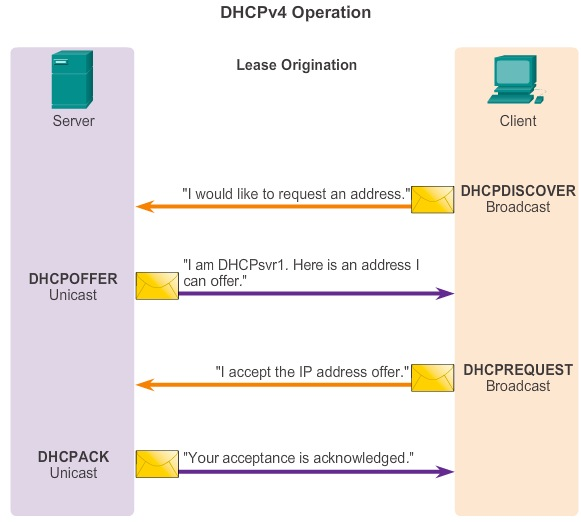 DHCPv4 Operation
Lease Origination
Server
Client
"I would like to request an address."
DHCPDISCOVER
Broadcast
"I am DHCPsvr1. Here is an address I
can offer."
DHCPOFFER
Unicast
"I accept the IP address offer."
DHCPREQUEST
Broadcast
DHCPACK
Unicast
"Your acceptance is acknowledged."